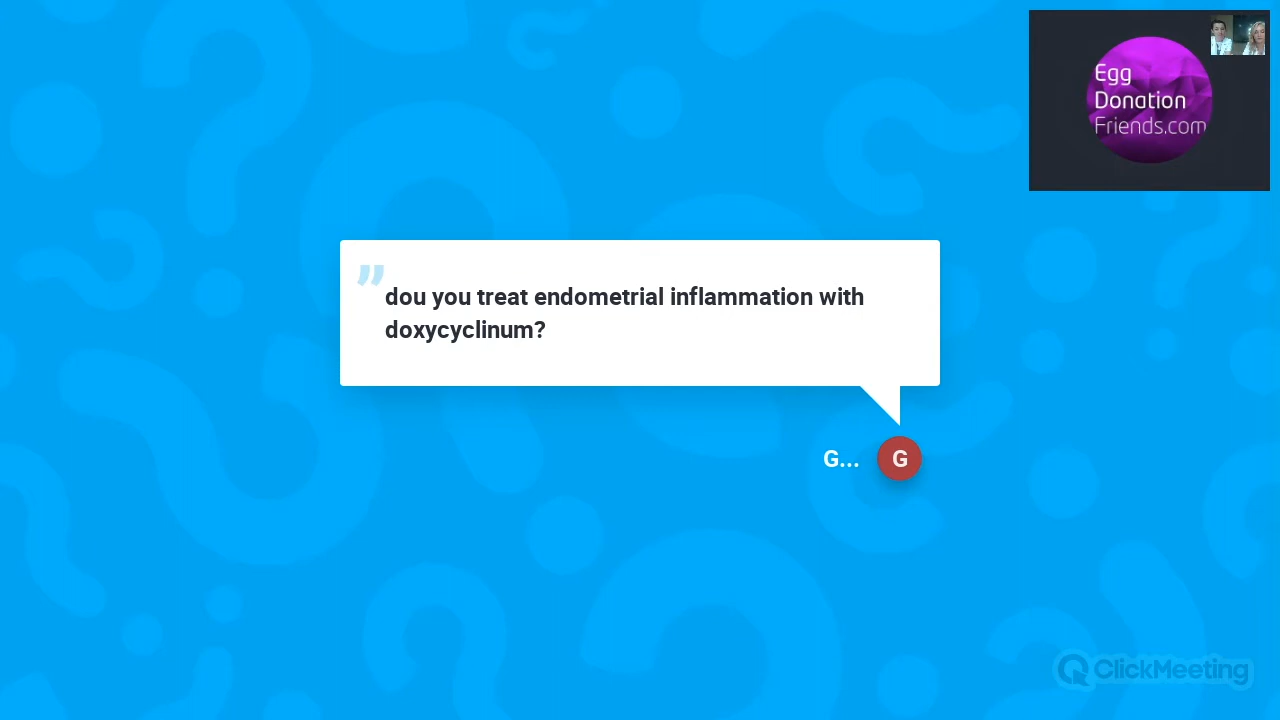 Egg
Donation
Friends.com
"
dou you treat endometrial inflammation with
doxycyclinum?
G...
G
ClickMeeting